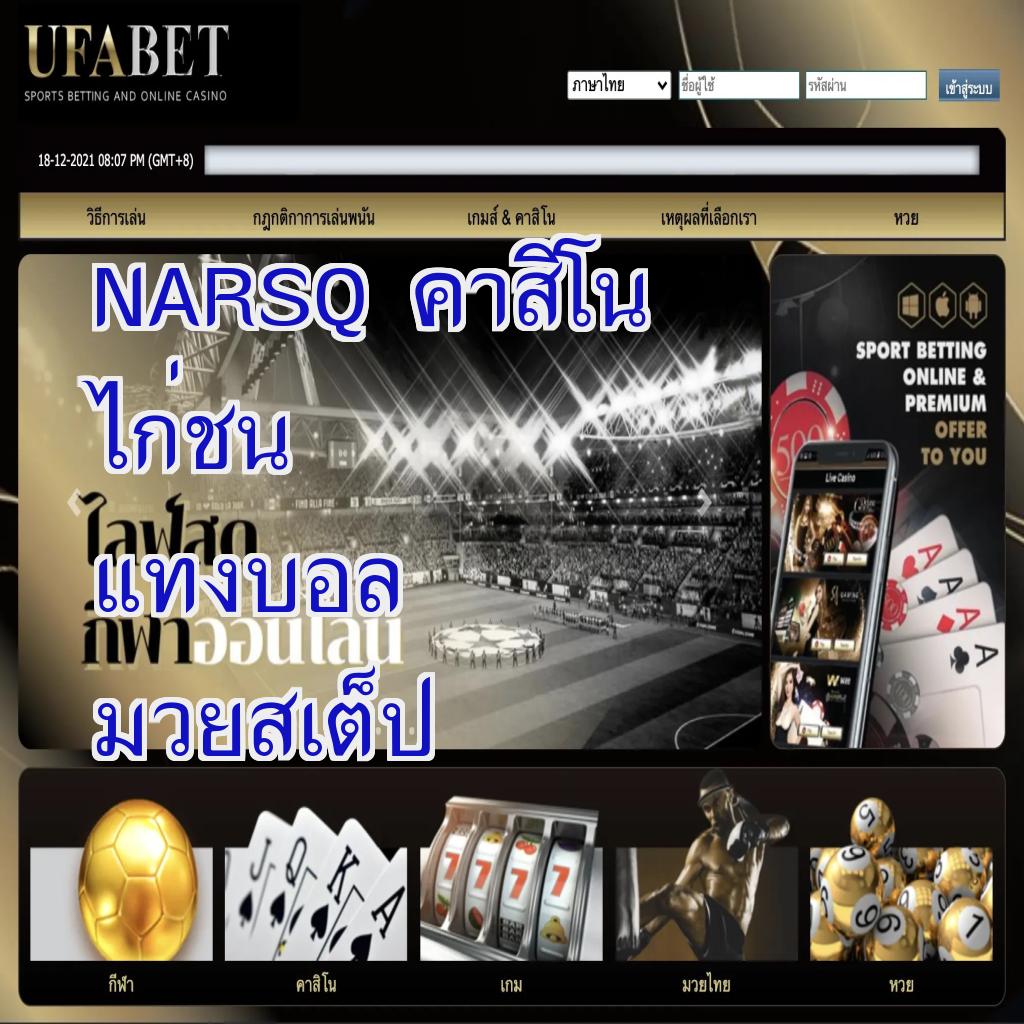 UFABET
SPORTS BETTING AND ONLINE CASINO
ภาษาไทย ชื่อผู้ใช้ รหัสผ่าน เข้าสู่ระบบ
18-12-2021 08:07 PM (GMT+8)
วิธีการเล่น กฎกติกาการเล่นพนัน เกมส์ & คาสิโน เหตุผลที่เลือกเรา หวย
NARSQ คาสิโน
ไก่ชน
ไลฟ์สด
แทงบอล
กีฬาออนไลน์
มวยสเต็ป
SPORT BETTING
ONLINE &
PREMIUM
OFFER
TO YOU
500
Live Casino
A
A
A
A
J Q K A
7 7 7 7
กีฬา คาสิโน เกม มวยไทย หวย